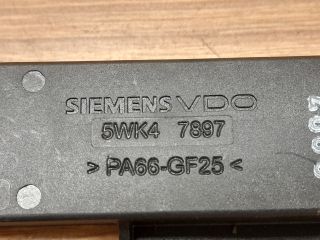 SIEMENS VDO
5WK4 7897
> PA66-GF25 <